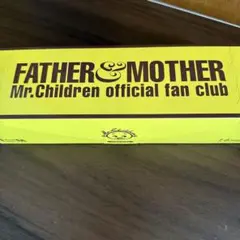 FATHER & MOTHER
Mr.Children official fan club